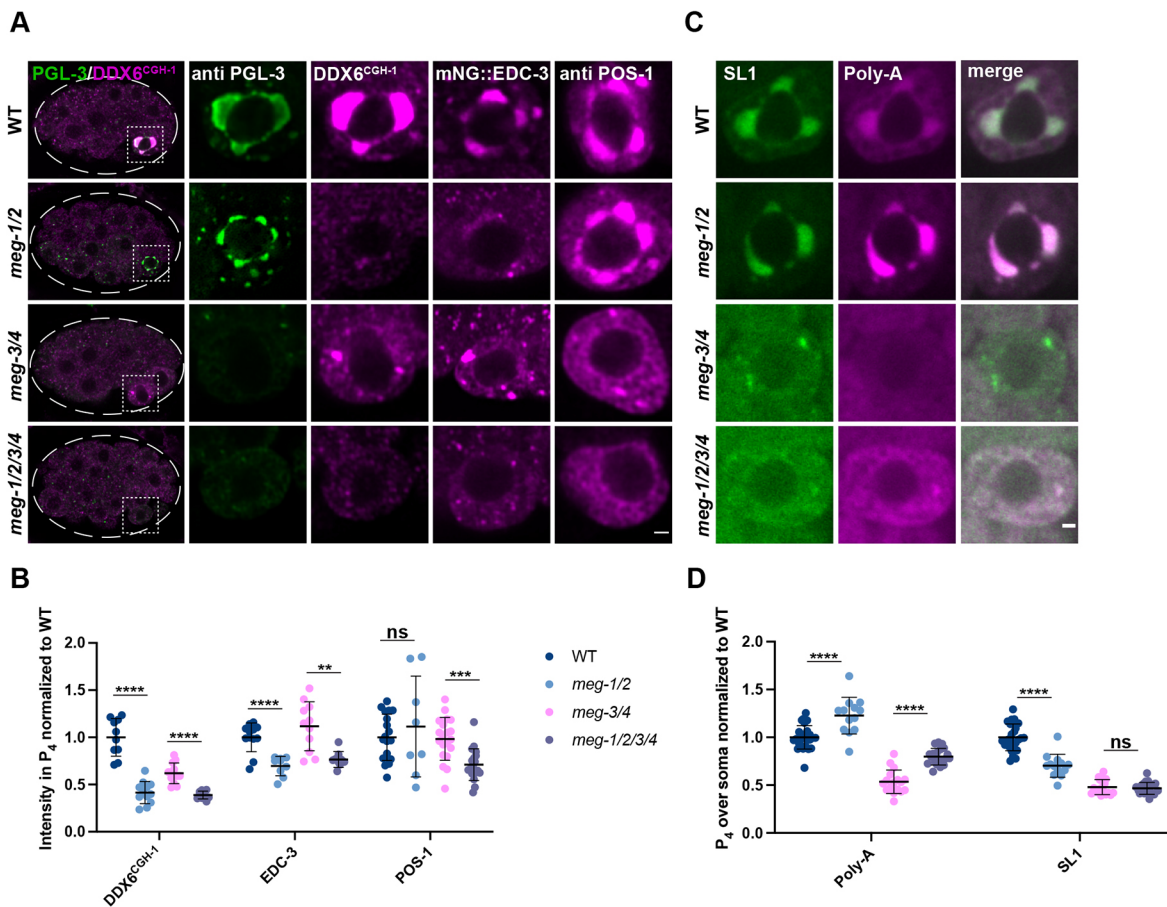 A
C
PGL-3/DDX6CGH-1 anti PGL-3 DDX6CGH-1 mNG::EDC-3 anti POS-1
SL1 Poly-A merge
WT
WT
meg-1/2
meg-1/2
meg-3/4
meg-3/4
meg-1/2/3/4
meg-1/2/3/4
B
D
Intensity in P4 normalized to WT
2.0
1.5
1.0
0.5
0.0
****
****
****
**
ns
***
DDX6CGH-1
EDC-3
POS-1
WT
meg-1/2
meg-3/4
meg-1/2/3/4
P4 over soma normalized to WT
2.0
1.5
1.0
0.5
0.0
****
****
****
ns
Poly-A
SL1